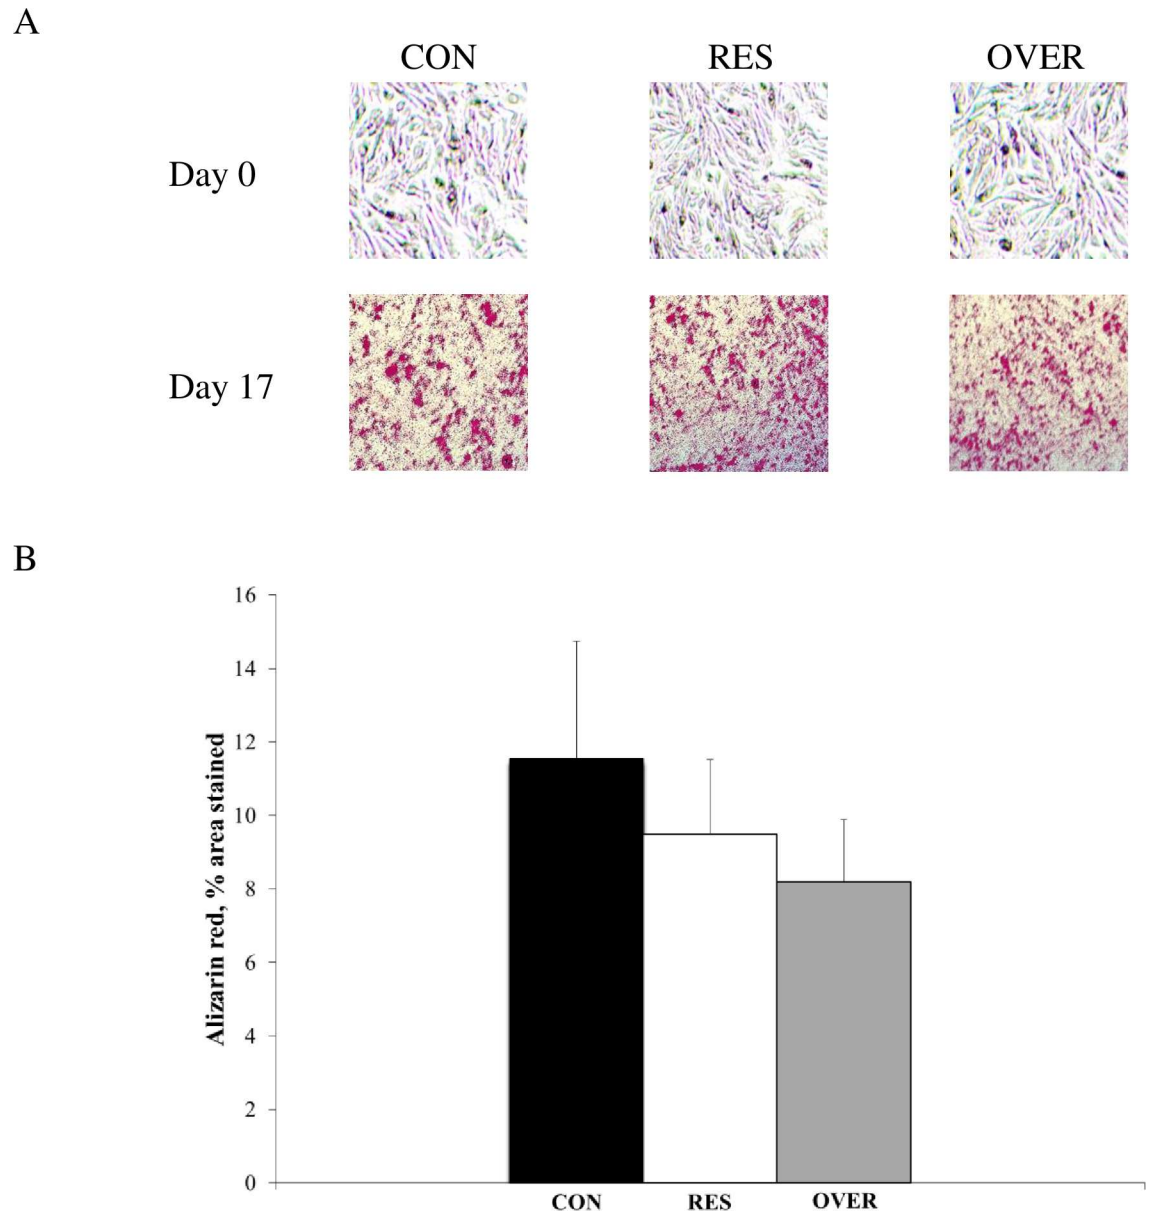 A
CON RES OVER
Day 0
Day 17
B
16
14
12
10
8
6
4
2
0
Alizarin red, % area stained
CON RES OVER